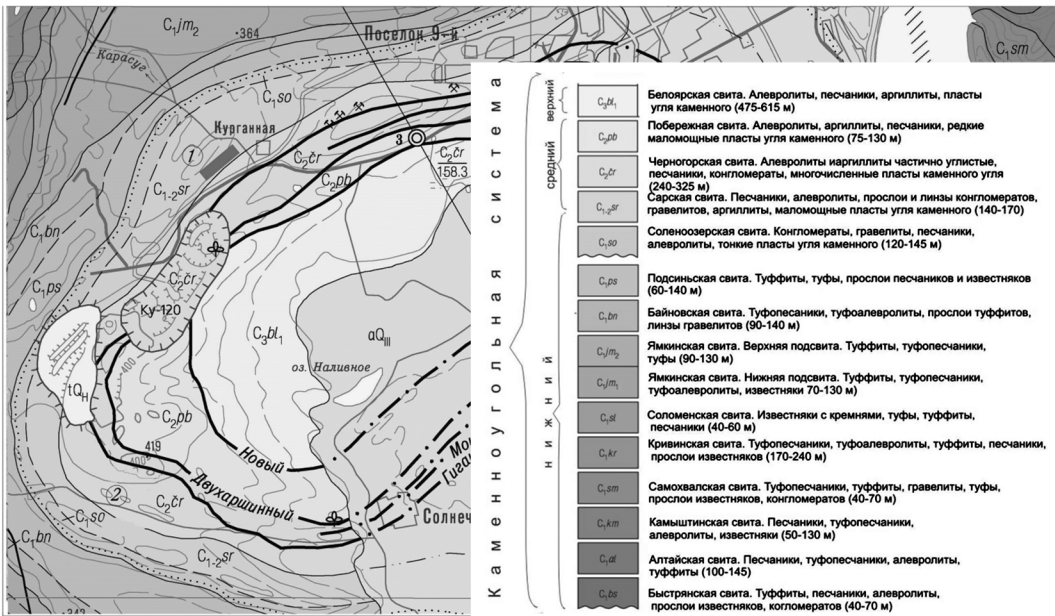 C₁jm₂
364
Поселок 9-й
C₁sm
Карасуг
C₁so
Курганная
1
3
C₂čr
C₂čr
158.3
C₂pb
C₁₋₂sr
C₁bn
C₁ps
C₂čr
Ку-120
C₃bl₁
aQIII
оз. Наливное
400
tQH
C₂pb
419
400
Новый
Двухаршинный
2
C₂čr
C₁so
C₁bn
C₁₋₂sr
Мо
Гиган
Солнеч
342
Каменноугольная система
верхний
средний
нижний
C₃bl₁
Белоярская свита. Алевролиты, песчаники, аргиллиты, пласты
угля каменного (475-615 м)
C₂pb
Побережная свита. Алевролиты, аргиллиты, песчаники, редкие
маломощные пласты угля каменного
(75-130 м)
C₂čr
Черногорская свита. Алевролиты иаргиллиты частично углистые,
песчаники, конгломераты, многочисленные пласты каменного угля
(240-325 м)
C₁₋₂sr
Сарская свита. Песчаники, алевролиты, прослои и линзы конгломератов,
гравелитов, аргиллиты, маломощные пласты угля каменного (140-170)
C₁so
Соленоозерская свита. Конгломераты, гравелиты, песчаники,
алевролиты, тонкие пласты угля каменного (120-145 м)
C₁ps
Подсиньская свита. Туффиты, туфы, прослои песчаников и известняков
(60-140 м)
C₁bn
Байновская свита. Туфопесаники, туфоалевролиты, прослои туффитов,
линзы гравелитов (90-140 м)
C₁jm₂
Ямкинская свита. Верхняя подсвита. Туффиты, туфопесчаники,
туфы (90-130 м)
C₁jm₁
Ямкинская свита. Нижняя подсвита. Туффиты, туфопесчаники,
туфоалевролиты, известняки 70-130 м)
C₁sl
Соломенская свита. Известняки с кремнями, туфы, туффиты,
песчаники (40-60 м)
C₁kr
Кривинская свита. Туфопесчаники, туфоалевролиты, туффиты, песчаники,
прослои известняков (170-240 м)
C₁sm
Самохвалская свита. Туфопесчаники, туффиты, гравелиты, туфы,
прослои известняков, конгломератов (40-70 м)
C₁km
Камыштинская свита. Песчаники, туфопесчаники,
алевролиты, известняки (50-130 м)
C₁al
Алтайская свита. Песчаники, туфопесчаники, алевролиты,
туффиты (100-145)
C₁bs
Быстрянская свита. Туффиты, песчаники, алевролиты,
прослои известняков, когломератов (40-70 м)